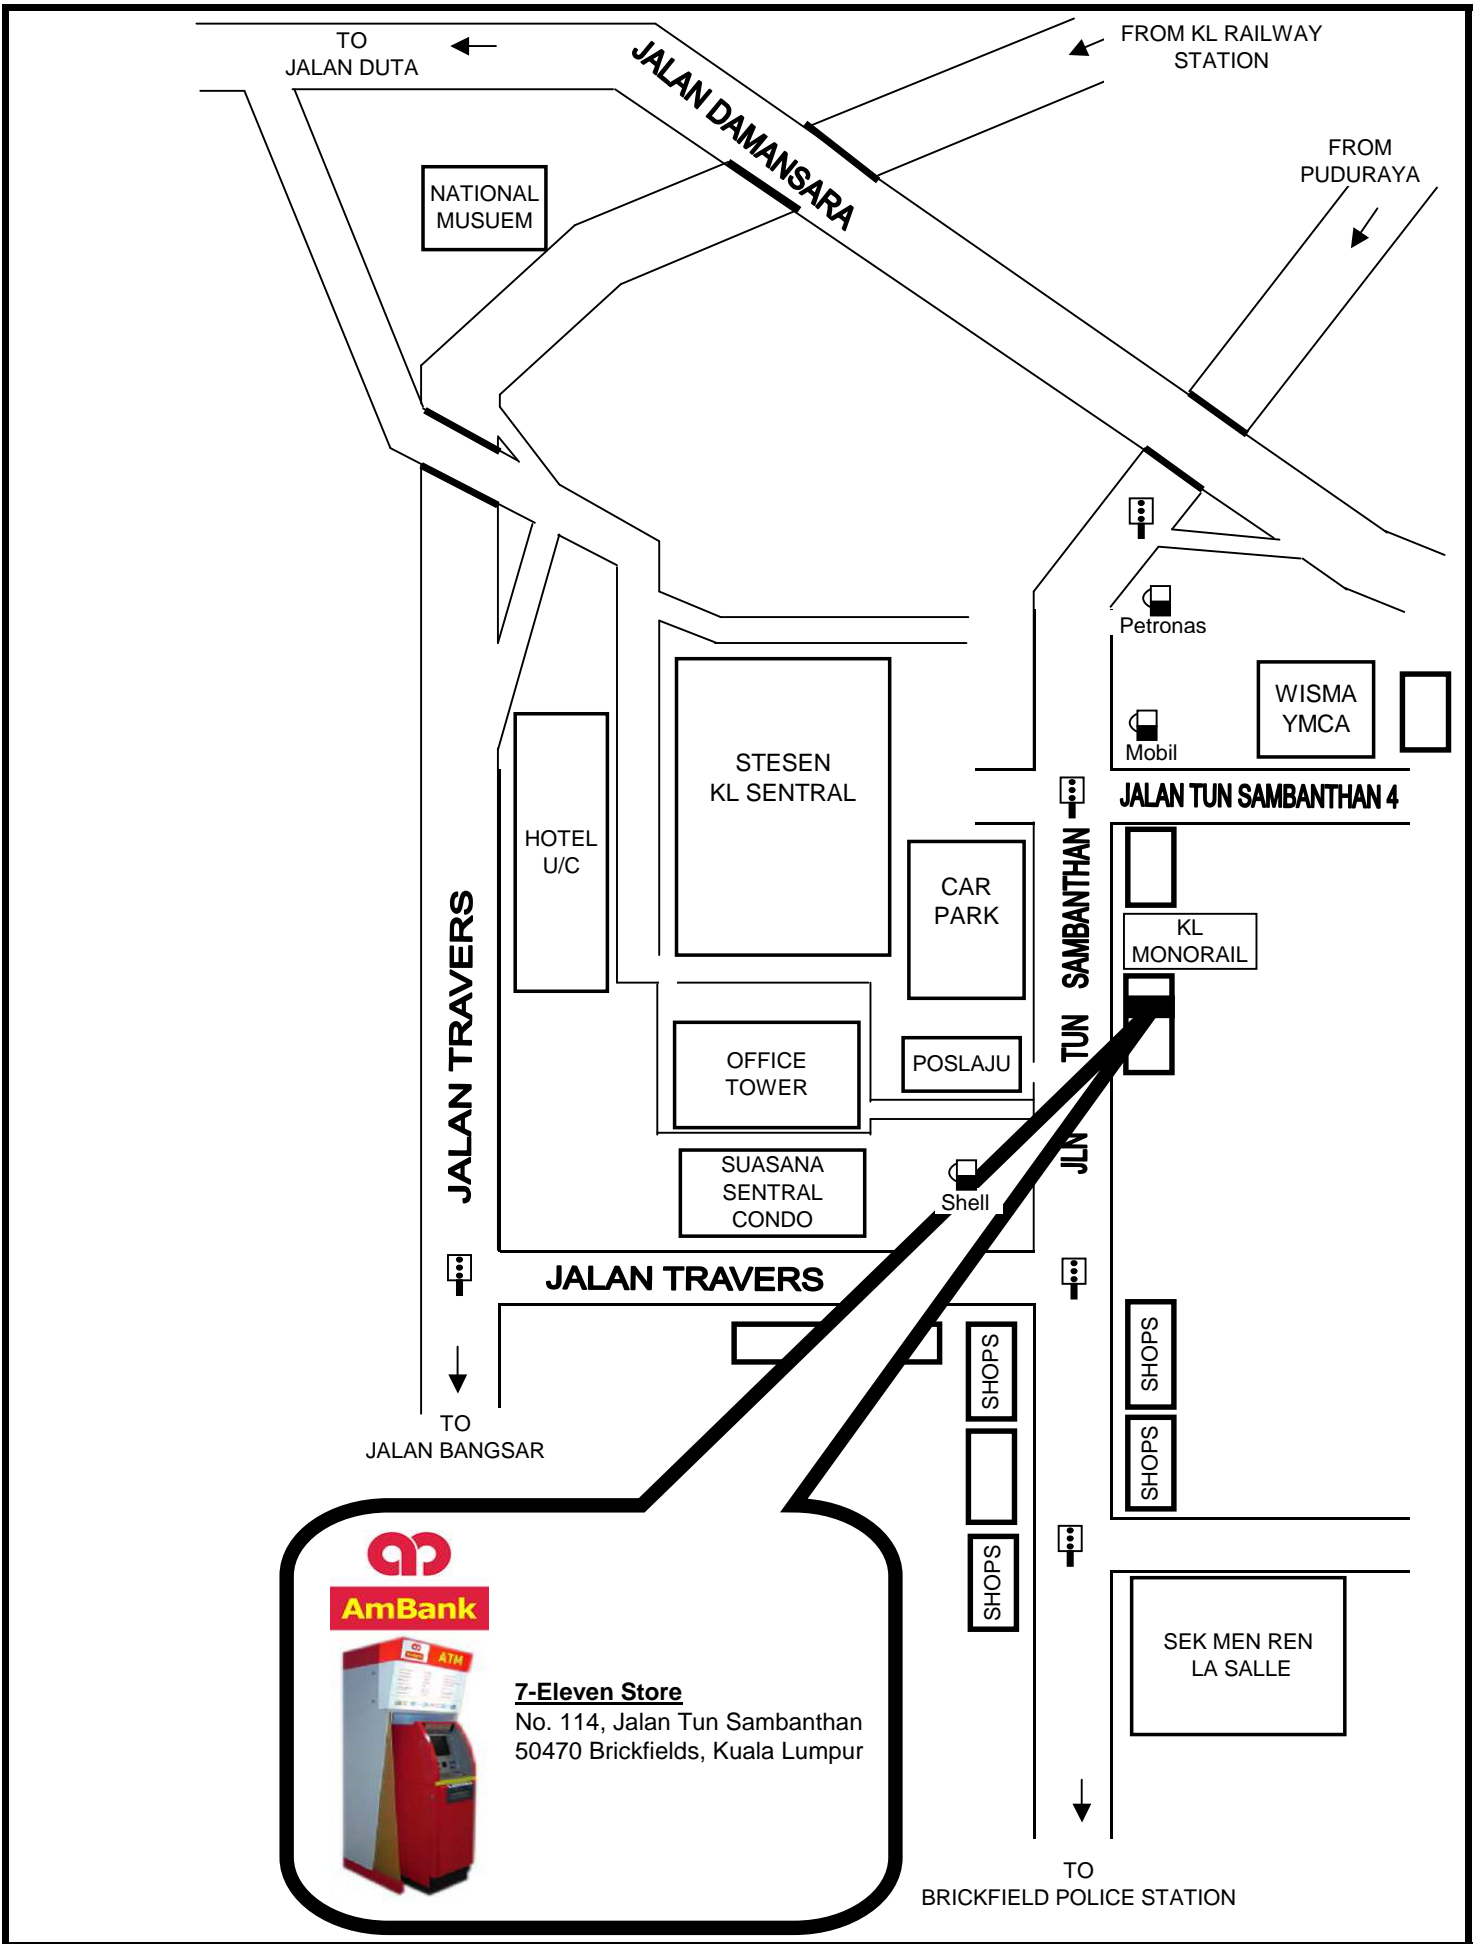 TO
JALAN DUTA
JALAN DAMANSARA
FROM KL RAILWAY
STATION
FROM
PUDURAYA
NATIONAL
MUSUEM
Petronas
WISMA
YMCA
Mobil
STESEN
KL SENTRAL
JALAN TUN SAMBANTHAN 4
HOTEL
U/C
CAR
PARK
JLN TUN SAMBANTHAN
KL
MONORAIL
JALAN TRAVERS
OFFICE
TOWER
POSLAJU
SUASANA
SENTRAL
CONDO
Shell
JALAN TRAVERS
SHOPS
SHOPS
SHOPS
SHOPS
TO
JALAN BANGSAR
AmBank
ATM
7-Eleven Store
No. 114, Jalan Tun Sambanthan
50470 Brickfields, Kuala Lumpur
SEK MEN REN
LA SALLE
TO
BRICKFIELD POLICE STATION